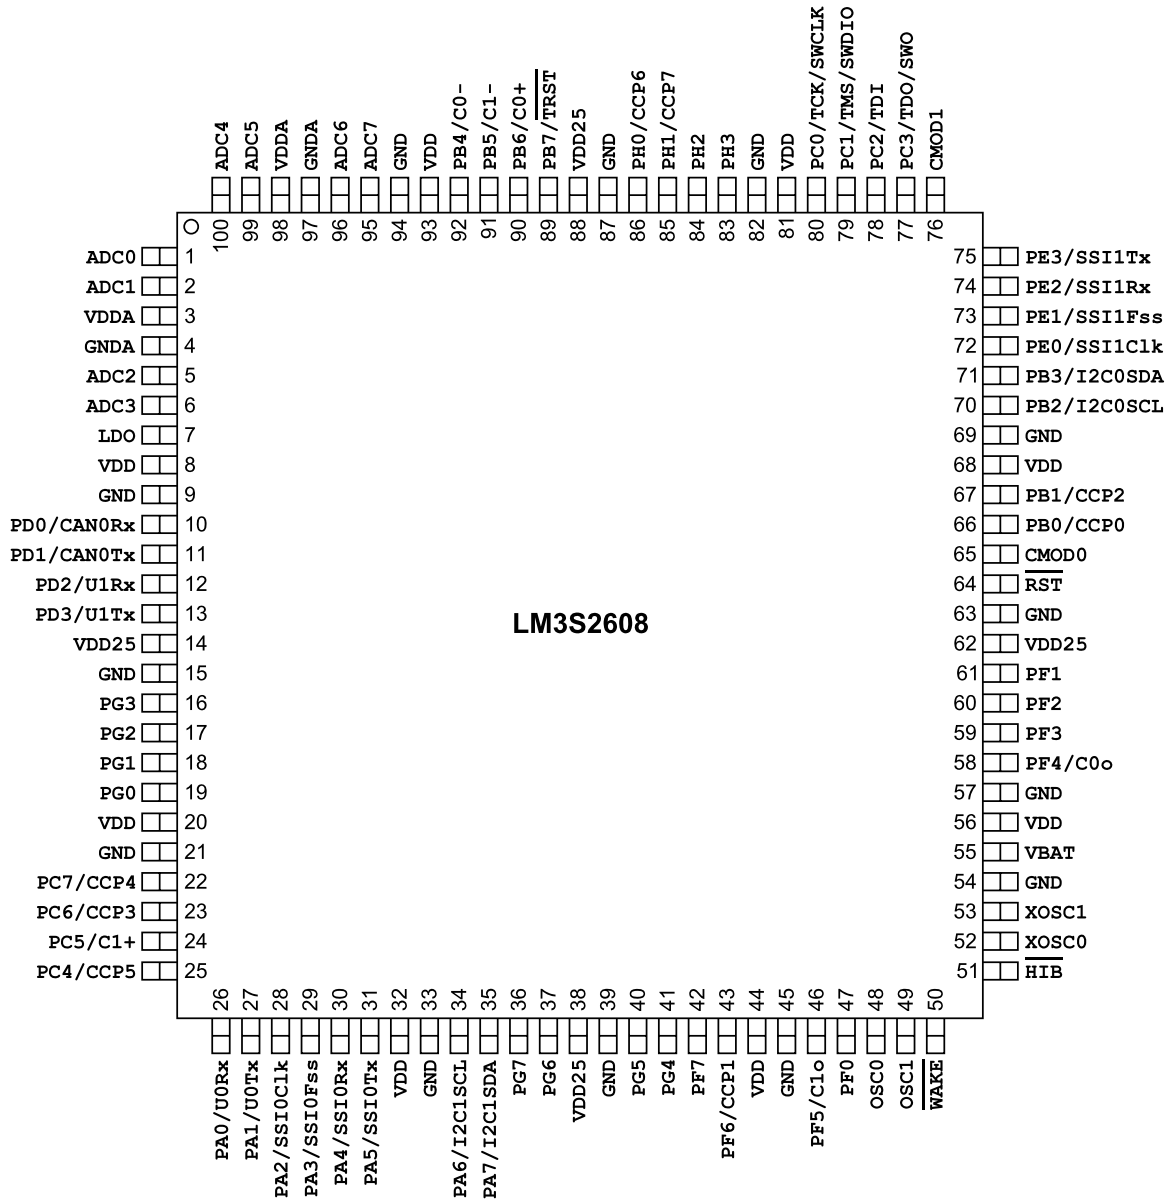 ADC4
ADC5
VDDA
GNDA
ADC6
ADC7
GND
VDD
PB4/C0-
PB5/C1-
PB6/C0+
PB7/TRST
VDD25
GND
PH0/CCP6
PH1/CCP7
PH2
PH3
GND
VDD
PC0/TCK/SWCLK
PC1/TMS/SWDIO
PC2/TDI
PC3/TDO/SWO
CMOD1
100 99 98 97 96 95 94 93 92 91 90 89 88 87 86 85 84 83 82 81 80 79 78 77 76
ADC0 1
ADC1 2
VDDA 3
GNDA 4
ADC2 5
ADC3 6
LDO 7
VDD 8
GND 9
PD0/CAN0Rx 10
PD1/CAN0Tx 11
PD2/U1Rx 12
PD3/U1Tx 13
VDD25 14
GND 15
PG3 16
PG2 17
PG1 18
PG0 19
VDD 20
GND 21
PC7/CCP4 22
PC6/CCP3 23
PC5/C1+ 24
PC4/CCP5 25
LM3S2608
75 PE3/SSI1Tx
74 PE2/SSI1Rx
73 PE1/SSI1Fss
72 PE0/SSI1Clk
71 PB3/I2C0SDA
70 PB2/I2C0SCL
69 GND
68 VDD
67 PB1/CCP2
66 PB0/CCP0
65 CMOD0
64 RST
63 GND
62 VDD25
61 PF1
60 PF2
59 PF3
58 PF4/C0o
57 GND
56 VDD
55 VBAT
54 GND
53 XOSC1
52 XOSC0
51 HIB
26 27 28 29 30 31 32 33 34 35 36 37 38 39 40 41 42 43 44 45 46 47 48 49 50
PA0/U0Rx
PA1/U0Tx
PA2/SSI0Clk
PA3/SSI0Fss
PA4/SSI0Rx
PA5/SSI0Tx
VDD
GND
PA6/I2C1SCL
PA7/I2C1SDA
PG7
PG6
VDD25
GND
PG5
PG4
PF7
PF6/CCP1
VDD
GND
PF5/C1o
PF0
OSC0
OSC1
WAKE